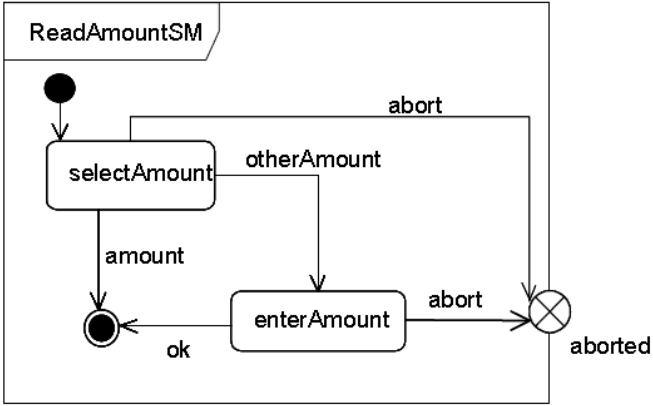 ReadAmountSM
abort
otherAmount
selectAmount
amount
abort
enterAmount
ok
aborted